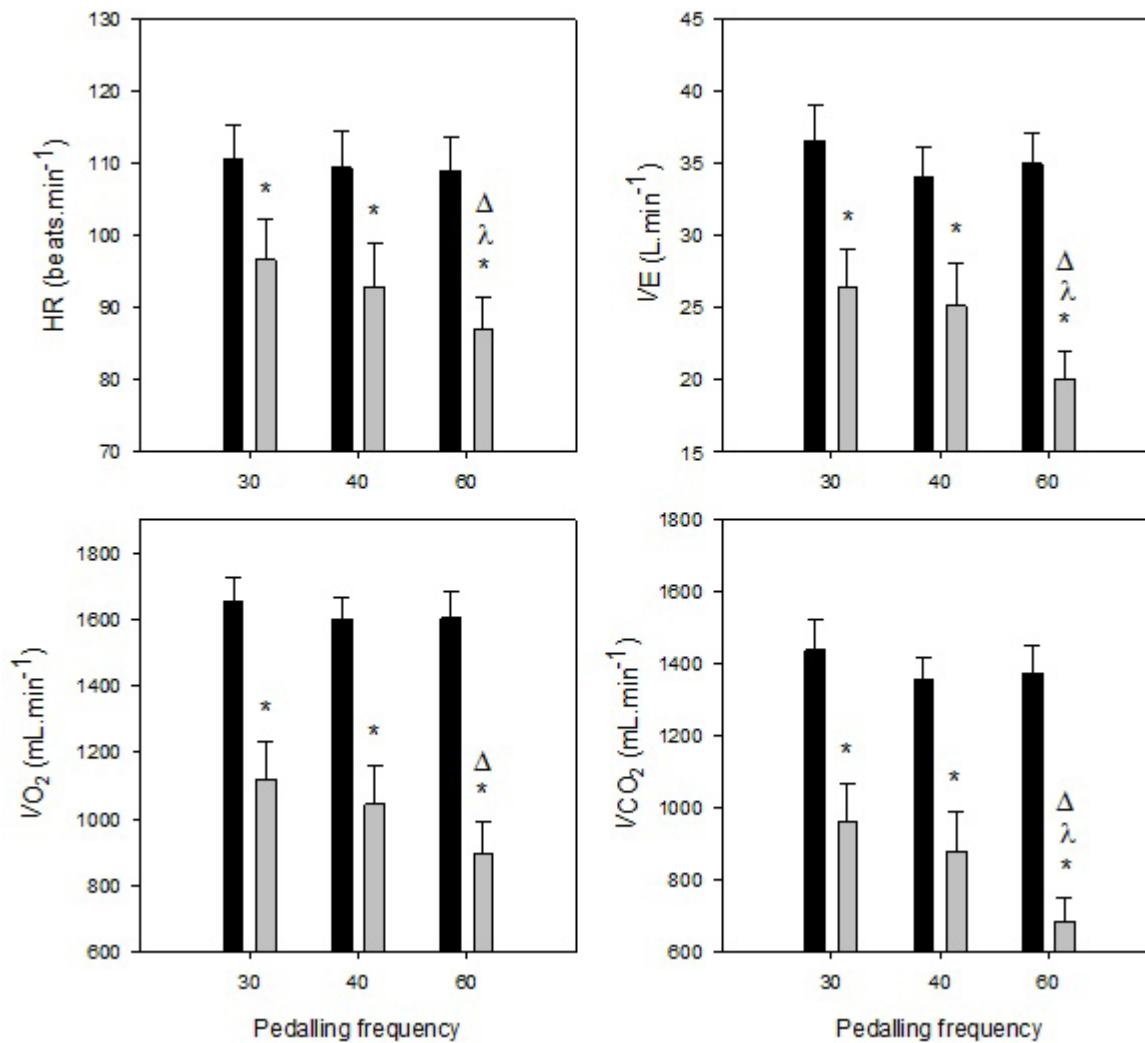 130
120
110
100
90
80
70
HR (beats.min⁻¹)
*
*
Δ
λ
*
30 40 60
45
40
35
30
25
20
15
VE (L.min⁻¹)
*
*
Δ
λ
*
30 40 60
1800
1600
1400
1200
1000
800
600
VO₂ (mL.min⁻¹)
*
*
Δ
*
30 40 60
Pedalling frequency
1800
1600
1400
1200
1000
800
600
VCO₂ (mL.min⁻¹)
*
*
Δ
λ
*
30 40 60
Pedalling frequency